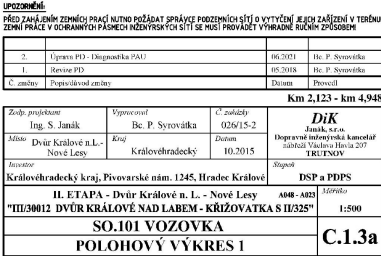 UPOZORNĚNÍ:
PŘED ZAHÁJENÍM ZEMNÍCH PRACÍ NUTNO POŽÁDAT SPRÁVCE PODZEMNÍCH SÍTÍ O VYTÝČENÍ JEJICH ZAŘÍZENÍ V TERÉNU
ZEMNÍ PRÁCE V OCHRANNÝCH PÁSMECH INŽENÝRSKÝCH SÍTÍ SE MUSÍ PROVÁDĚT VÝHRADNĚ RUČNÍM ZPŮSOBEM!
2. Úprava PD - Diagnostika PAU 06.2021 Bc. P. Syrovátka
1. Revize PD 05.2018 Bc. P. Syrovátka
Č. změny Popis/důvod změny Datum Provedl
Km 2,123 - km 4,948
Zodp. projektant Vypracoval Č. zakázky
Ing. S. Janák Bc. P. Syrovátka 026/15-2
DiK
Janák, s.r.o.
Dopravně inženýrská kancelář
nábřeží Václava Havla 207
TRUTNOV
Místo Kraj Datum
Dvůr Králové n.L.-
Nové Lesy
Královéhradecký 10.2015
Investor Stupeň
Královéhradecký kraj, Pivovarské nám. 1245, Hradec Králové DSP a PDPS
II. ETAPA - Dvůr Králové n. L. - Nové Lesy A048 - A023
"III/30012 DVŮR KRÁLOVÉ NAD LABEM - KŘIŽOVATKA S II/325"
Měřítko
1:500
SO.101 VOZOVKA
POLOHOVÝ VÝKRES 1
C.1.3a